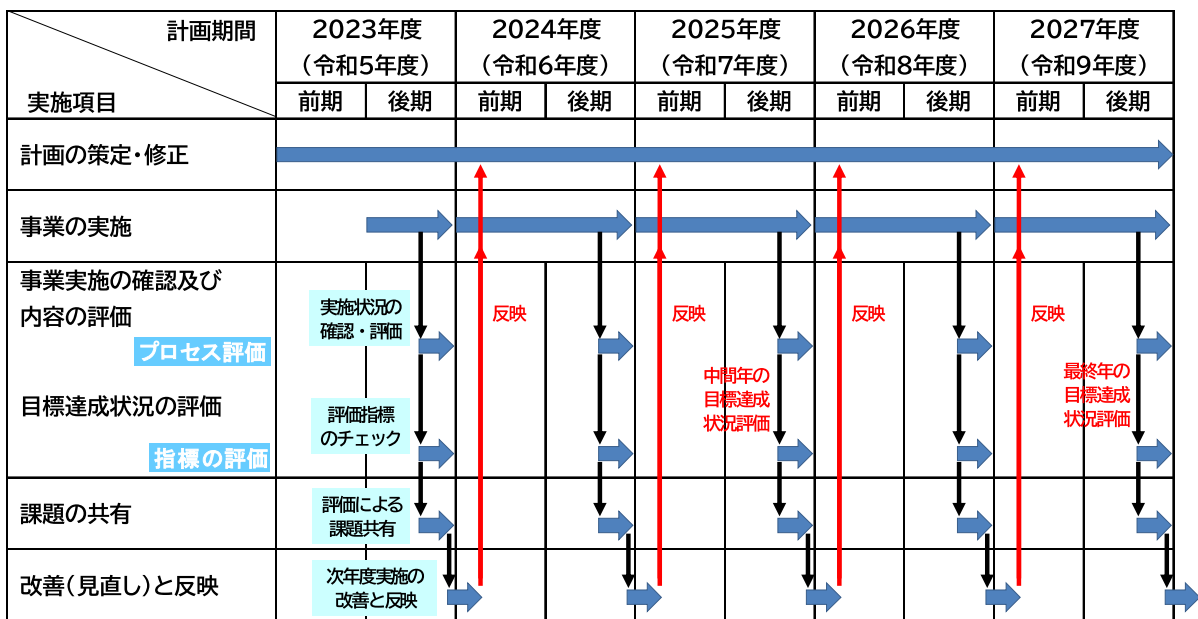 計画期間
実施項目
2023年度
(令和5年度)
2024年度
(令和6年度)
2025年度
(令和7年度)
2026年度
(令和8年度)
2027年度
(令和9年度)
前期 後期 前期 後期 前期 後期 前期 後期 前期 後期
計画の策定・修正
事業の実施
事業実施の確認及び
内容の評価
プロセス評価
実施状況の
確認・評価
反映
反映
反映
反映
目標達成状況の評価
指標の評価
評価指標
のチェック
中間年の
目標達成
状況評価
最終年の
目標達成
状況評価
課題の共有
評価による
課題共有
改善(見直し)と反映
次年度実施の
改善と反映